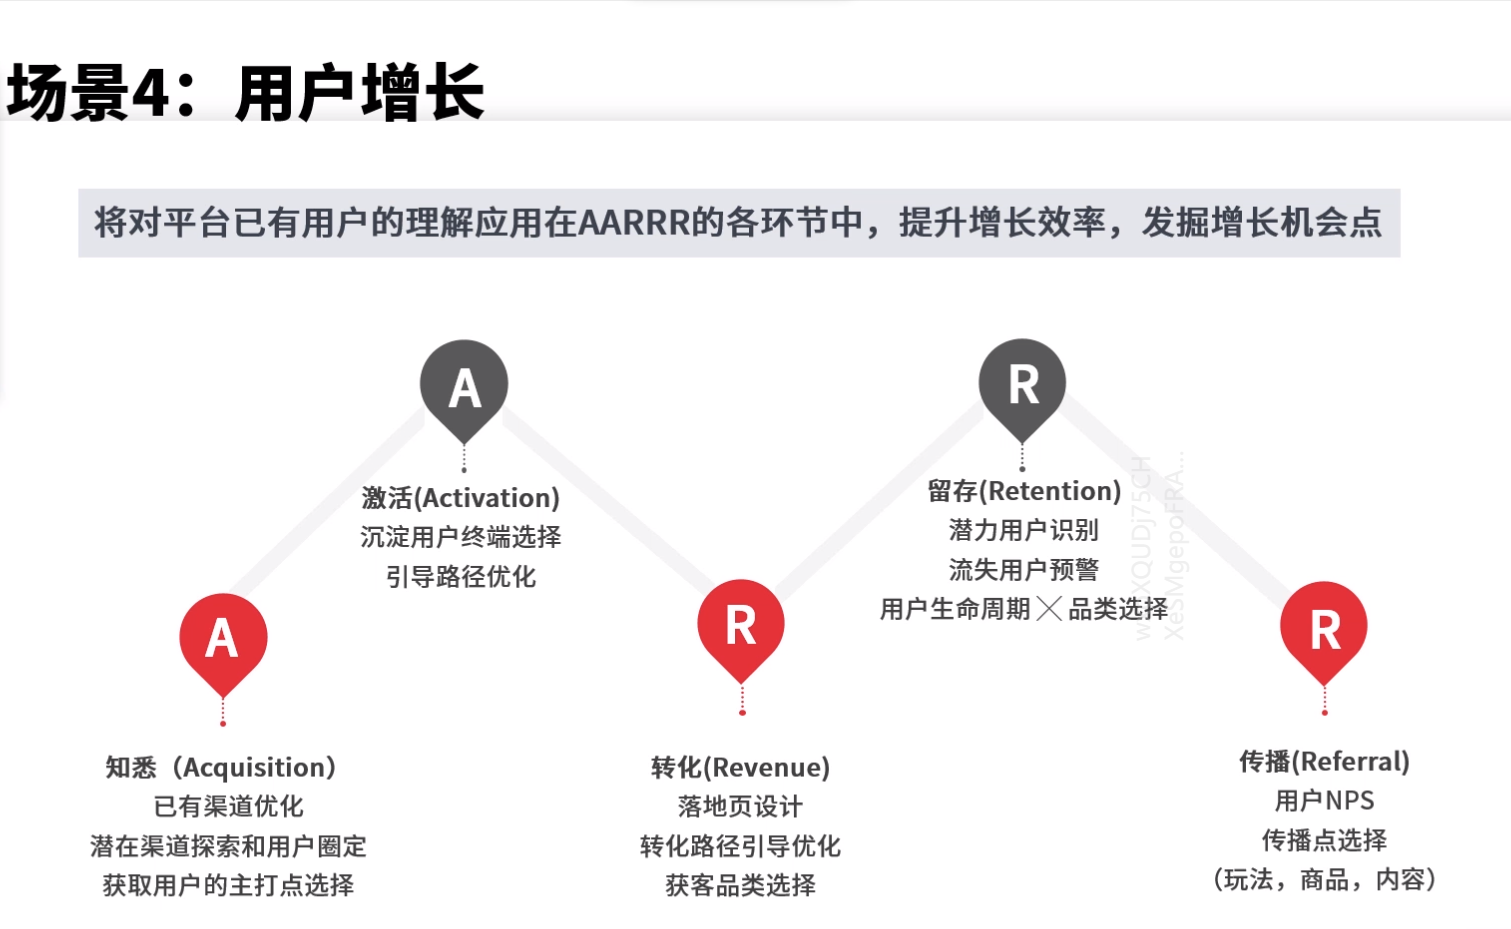 场景4：用户增长
将对平台已有用户的理解应用在AARRR的各环节中，提升增长效率，发掘增长机会点
A
知悉（Acquisition）
已有渠道优化
潜在渠道探索和用户圈定
获取用户的主打点选择
A
激活(Activation)
沉淀用户终端选择
引导路径优化
R
转化(Revenue)
落地页设计
转化路径引导优化
获客品类选择
R
留存(Retention)
潜力用户识别
流失用户预警
用户生命周期╳品类选择
R
传播(Referral)
用户NPS
传播点选择
（玩法，商品，内容）